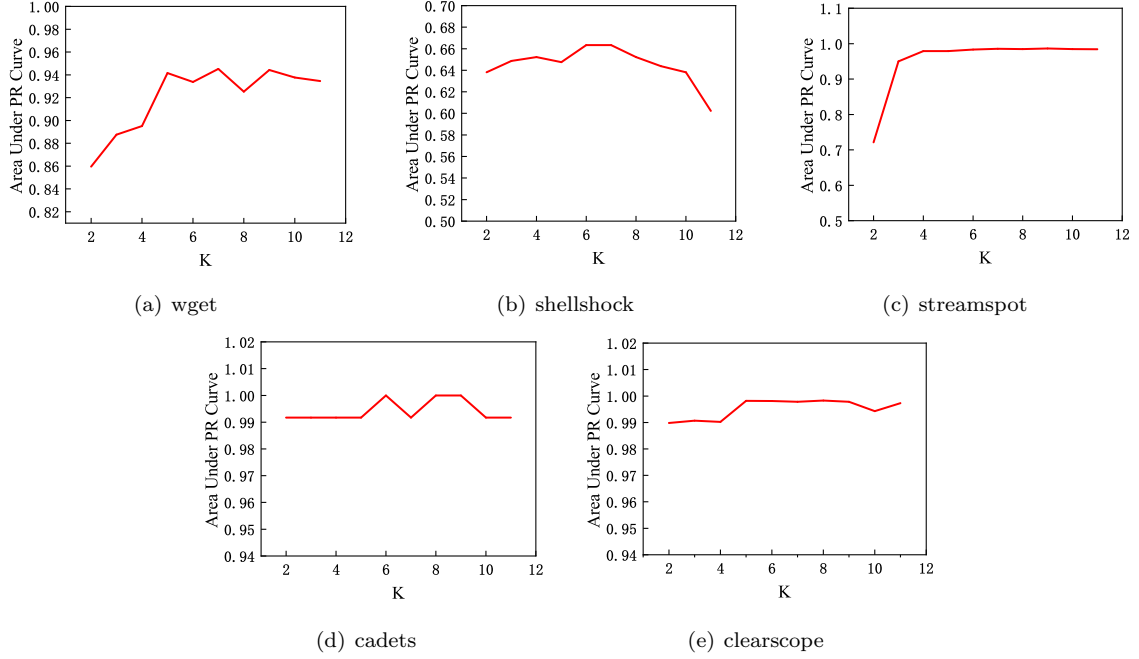 1.00
0.98
0.96
0.94
0.92
0.90
0.88
0.86
0.84
0.82
Area Under PR Curve
2 4 6 8 10 12
K
(a) wget
0.70
0.68
0.66
0.64
0.62
0.60
0.58
0.56
0.54
0.52
0.50
Area Under PR Curve
2 4 6 8 10 12
K
(b) shellshock
1.1
1.0
0.9
0.8
0.7
0.6
0.5
Area Under PR Curve
2 4 6 8 10 12
K
(c) streamspot
1.02
1.01
1.00
0.99
0.98
0.97
0.96
0.95
0.94
Area Under PR Curve
2 4 6 8 10 12
K
(d) cadets
1.02
1.01
1.00
0.99
0.98
0.97
0.96
0.95
0.94
Area Under PR Curve
2 4 6 8 10 12
K
(e) clearscope